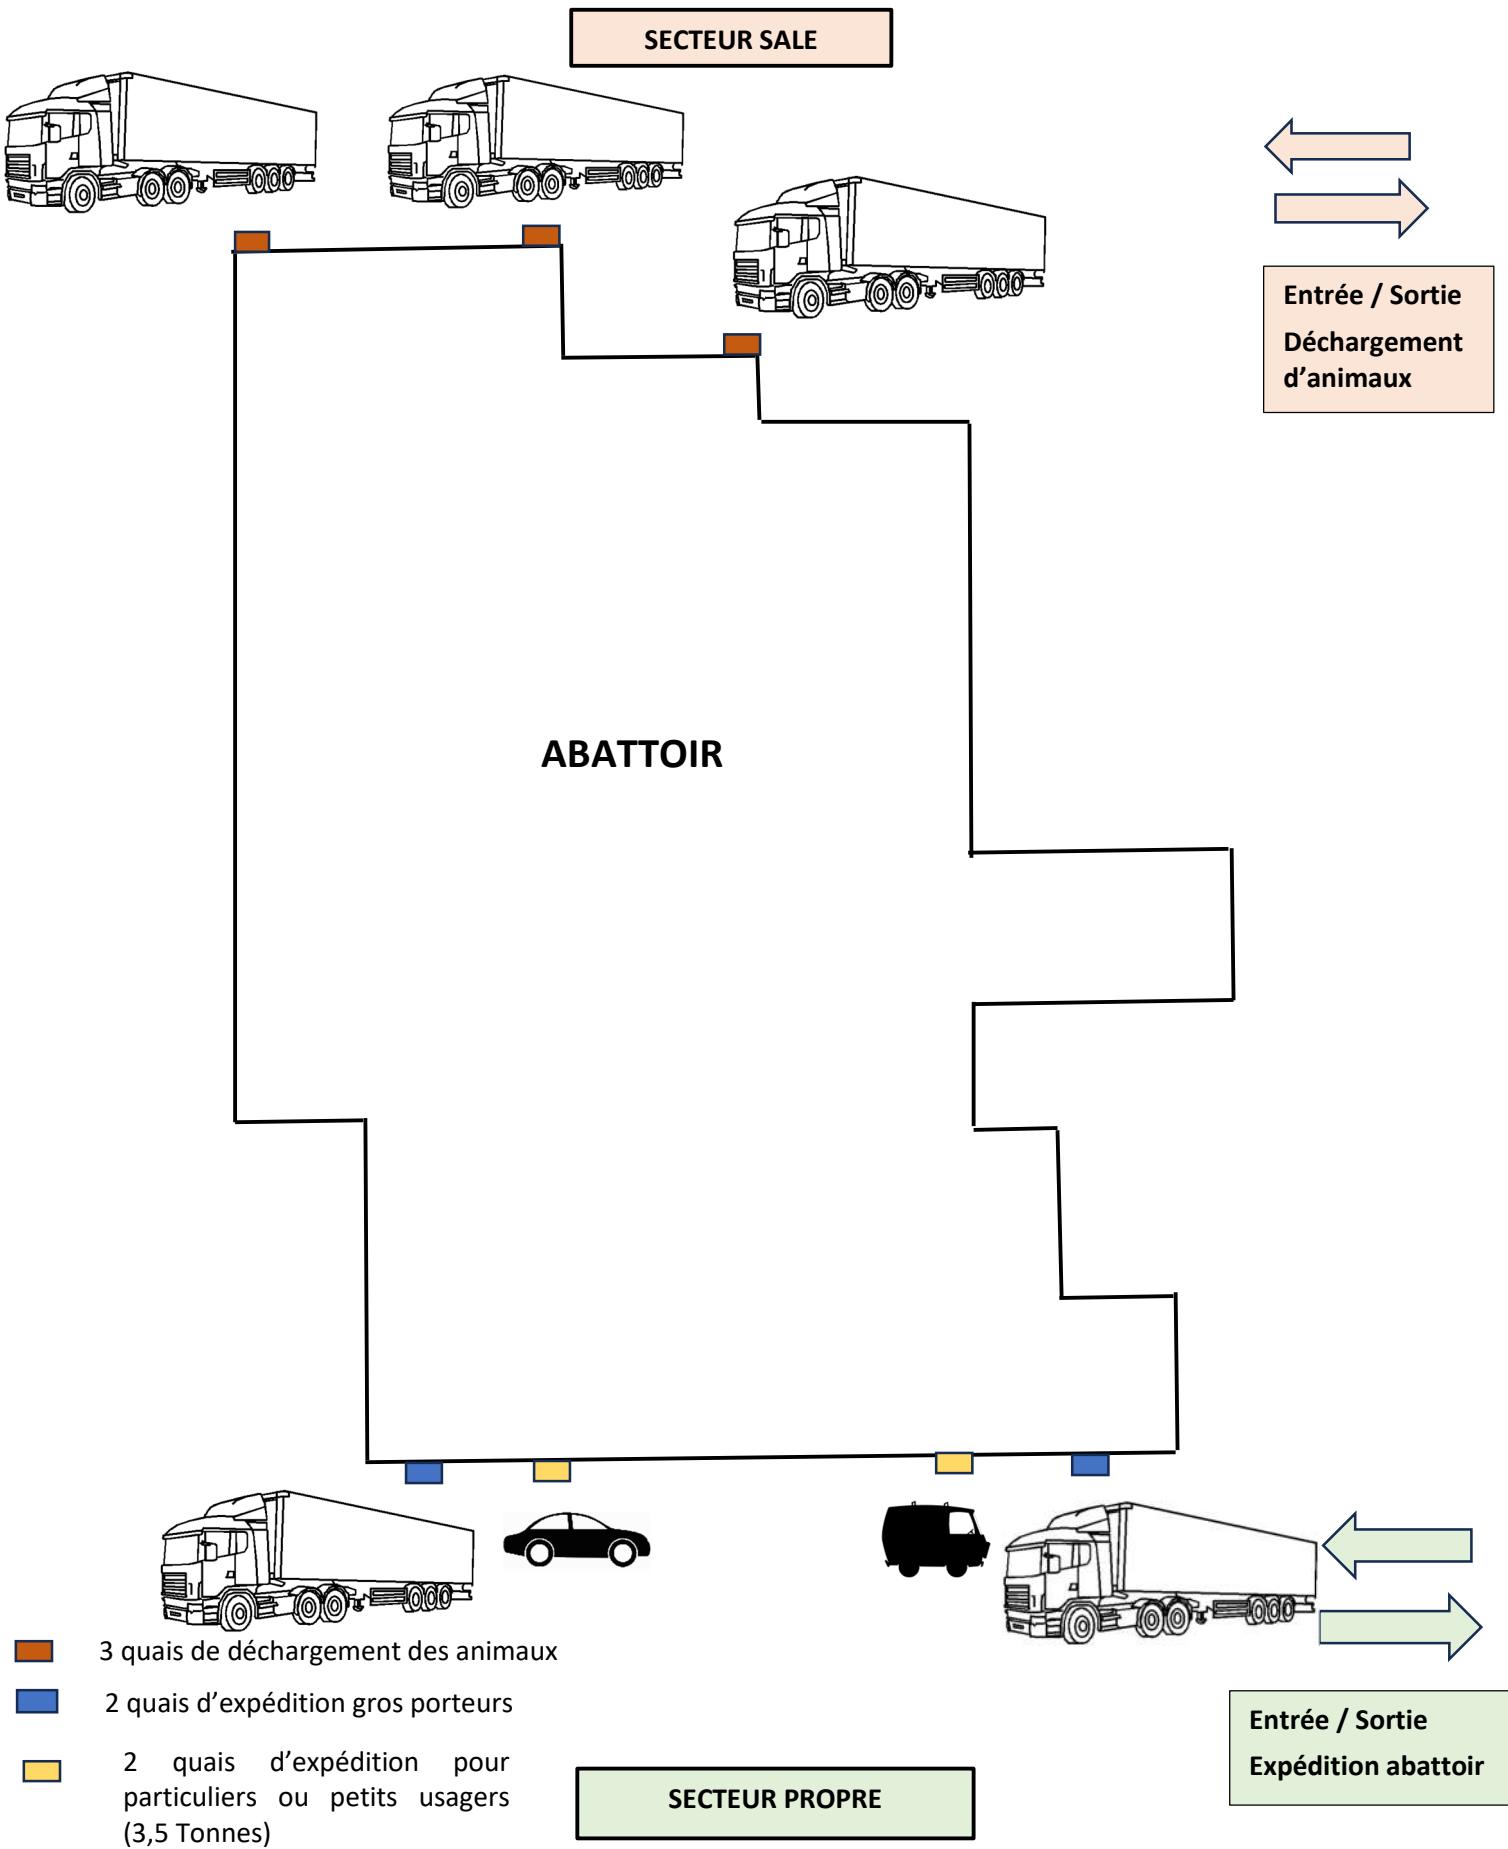 SECTEUR SALE
Entrée / Sortie
Déchargement
d’animaux
ABATTOIR
3 quais de déchargement des animaux
2 quais d’expédition gros porteurs
2 quais d’expédition pour
particuliers ou petits usagers
(3,5 Tonnes)
Entrée / Sortie
Expédition abattoir
SECTEUR PROPRE